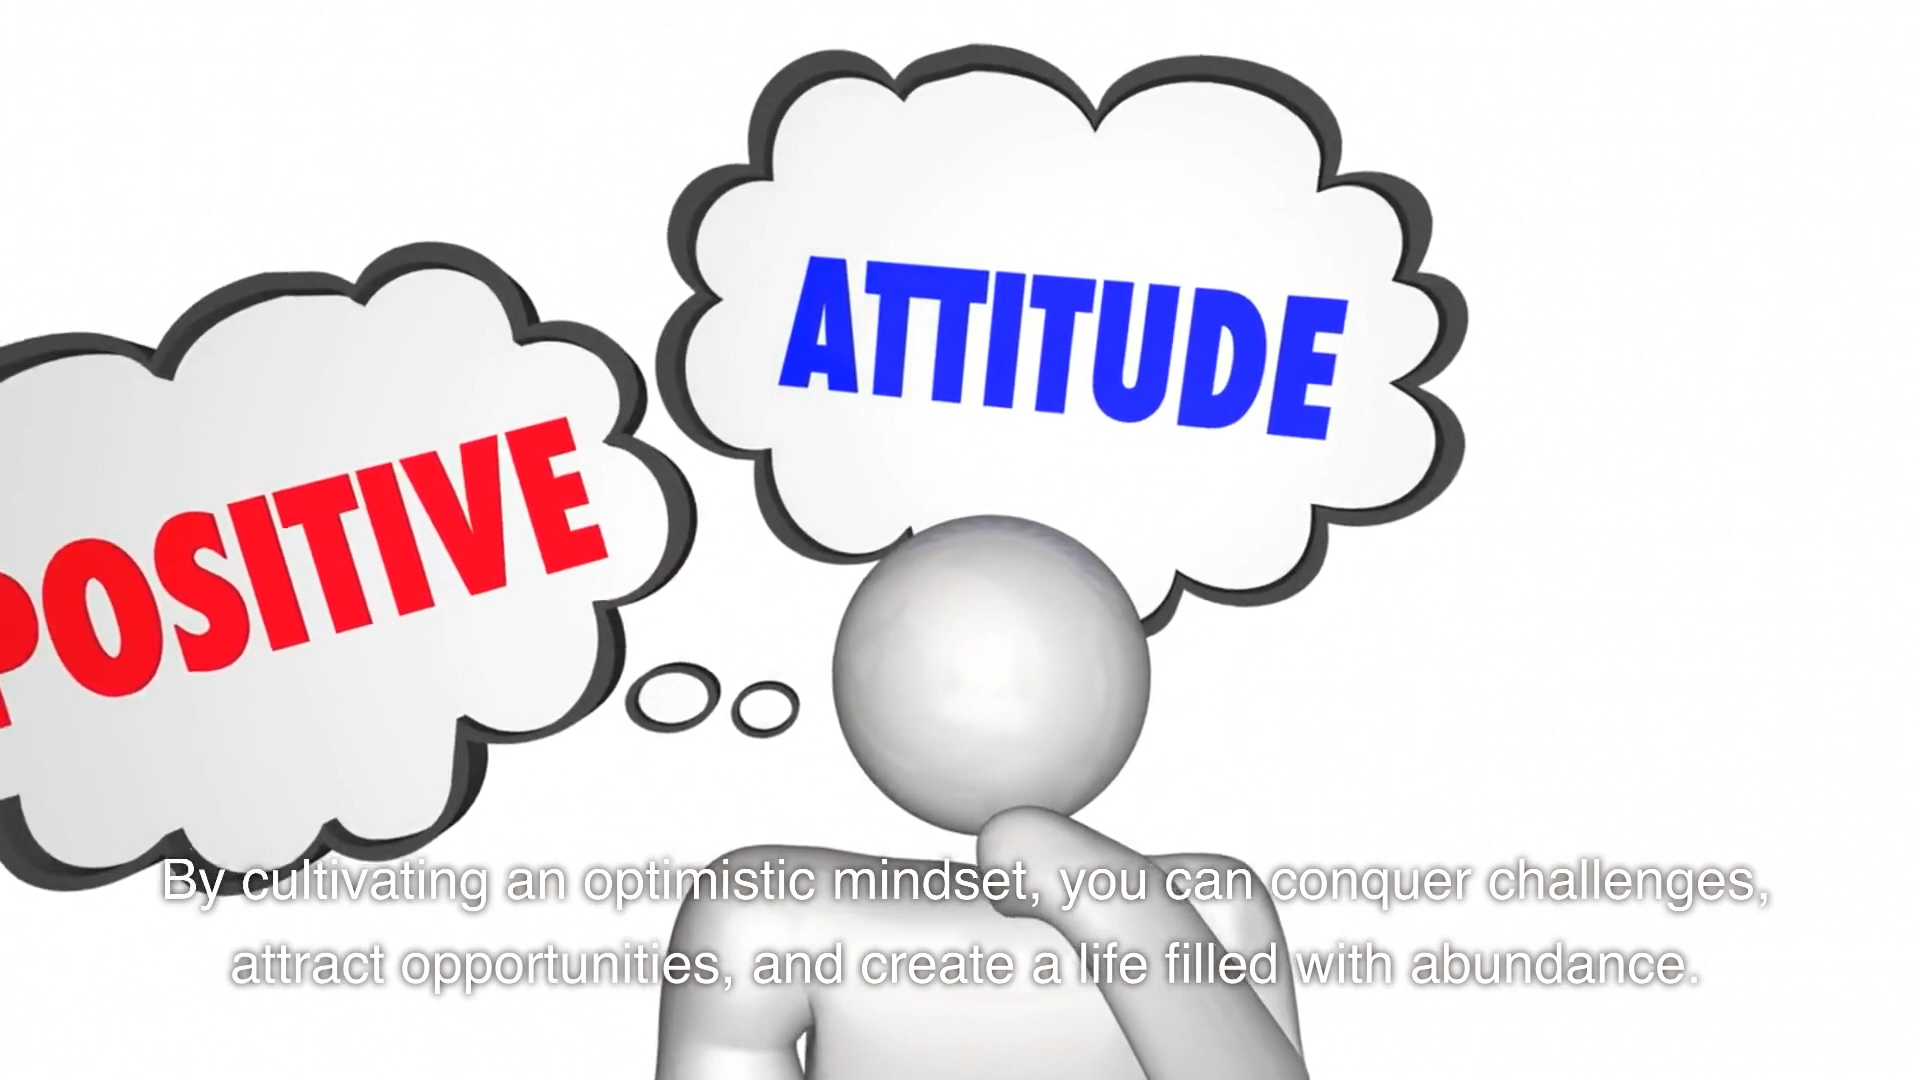 POSITIVE
ATTITUDE
By cultivating an optimistic mindset, you can conquer challenges,
attract opportunities, and create a life filled with abundance.